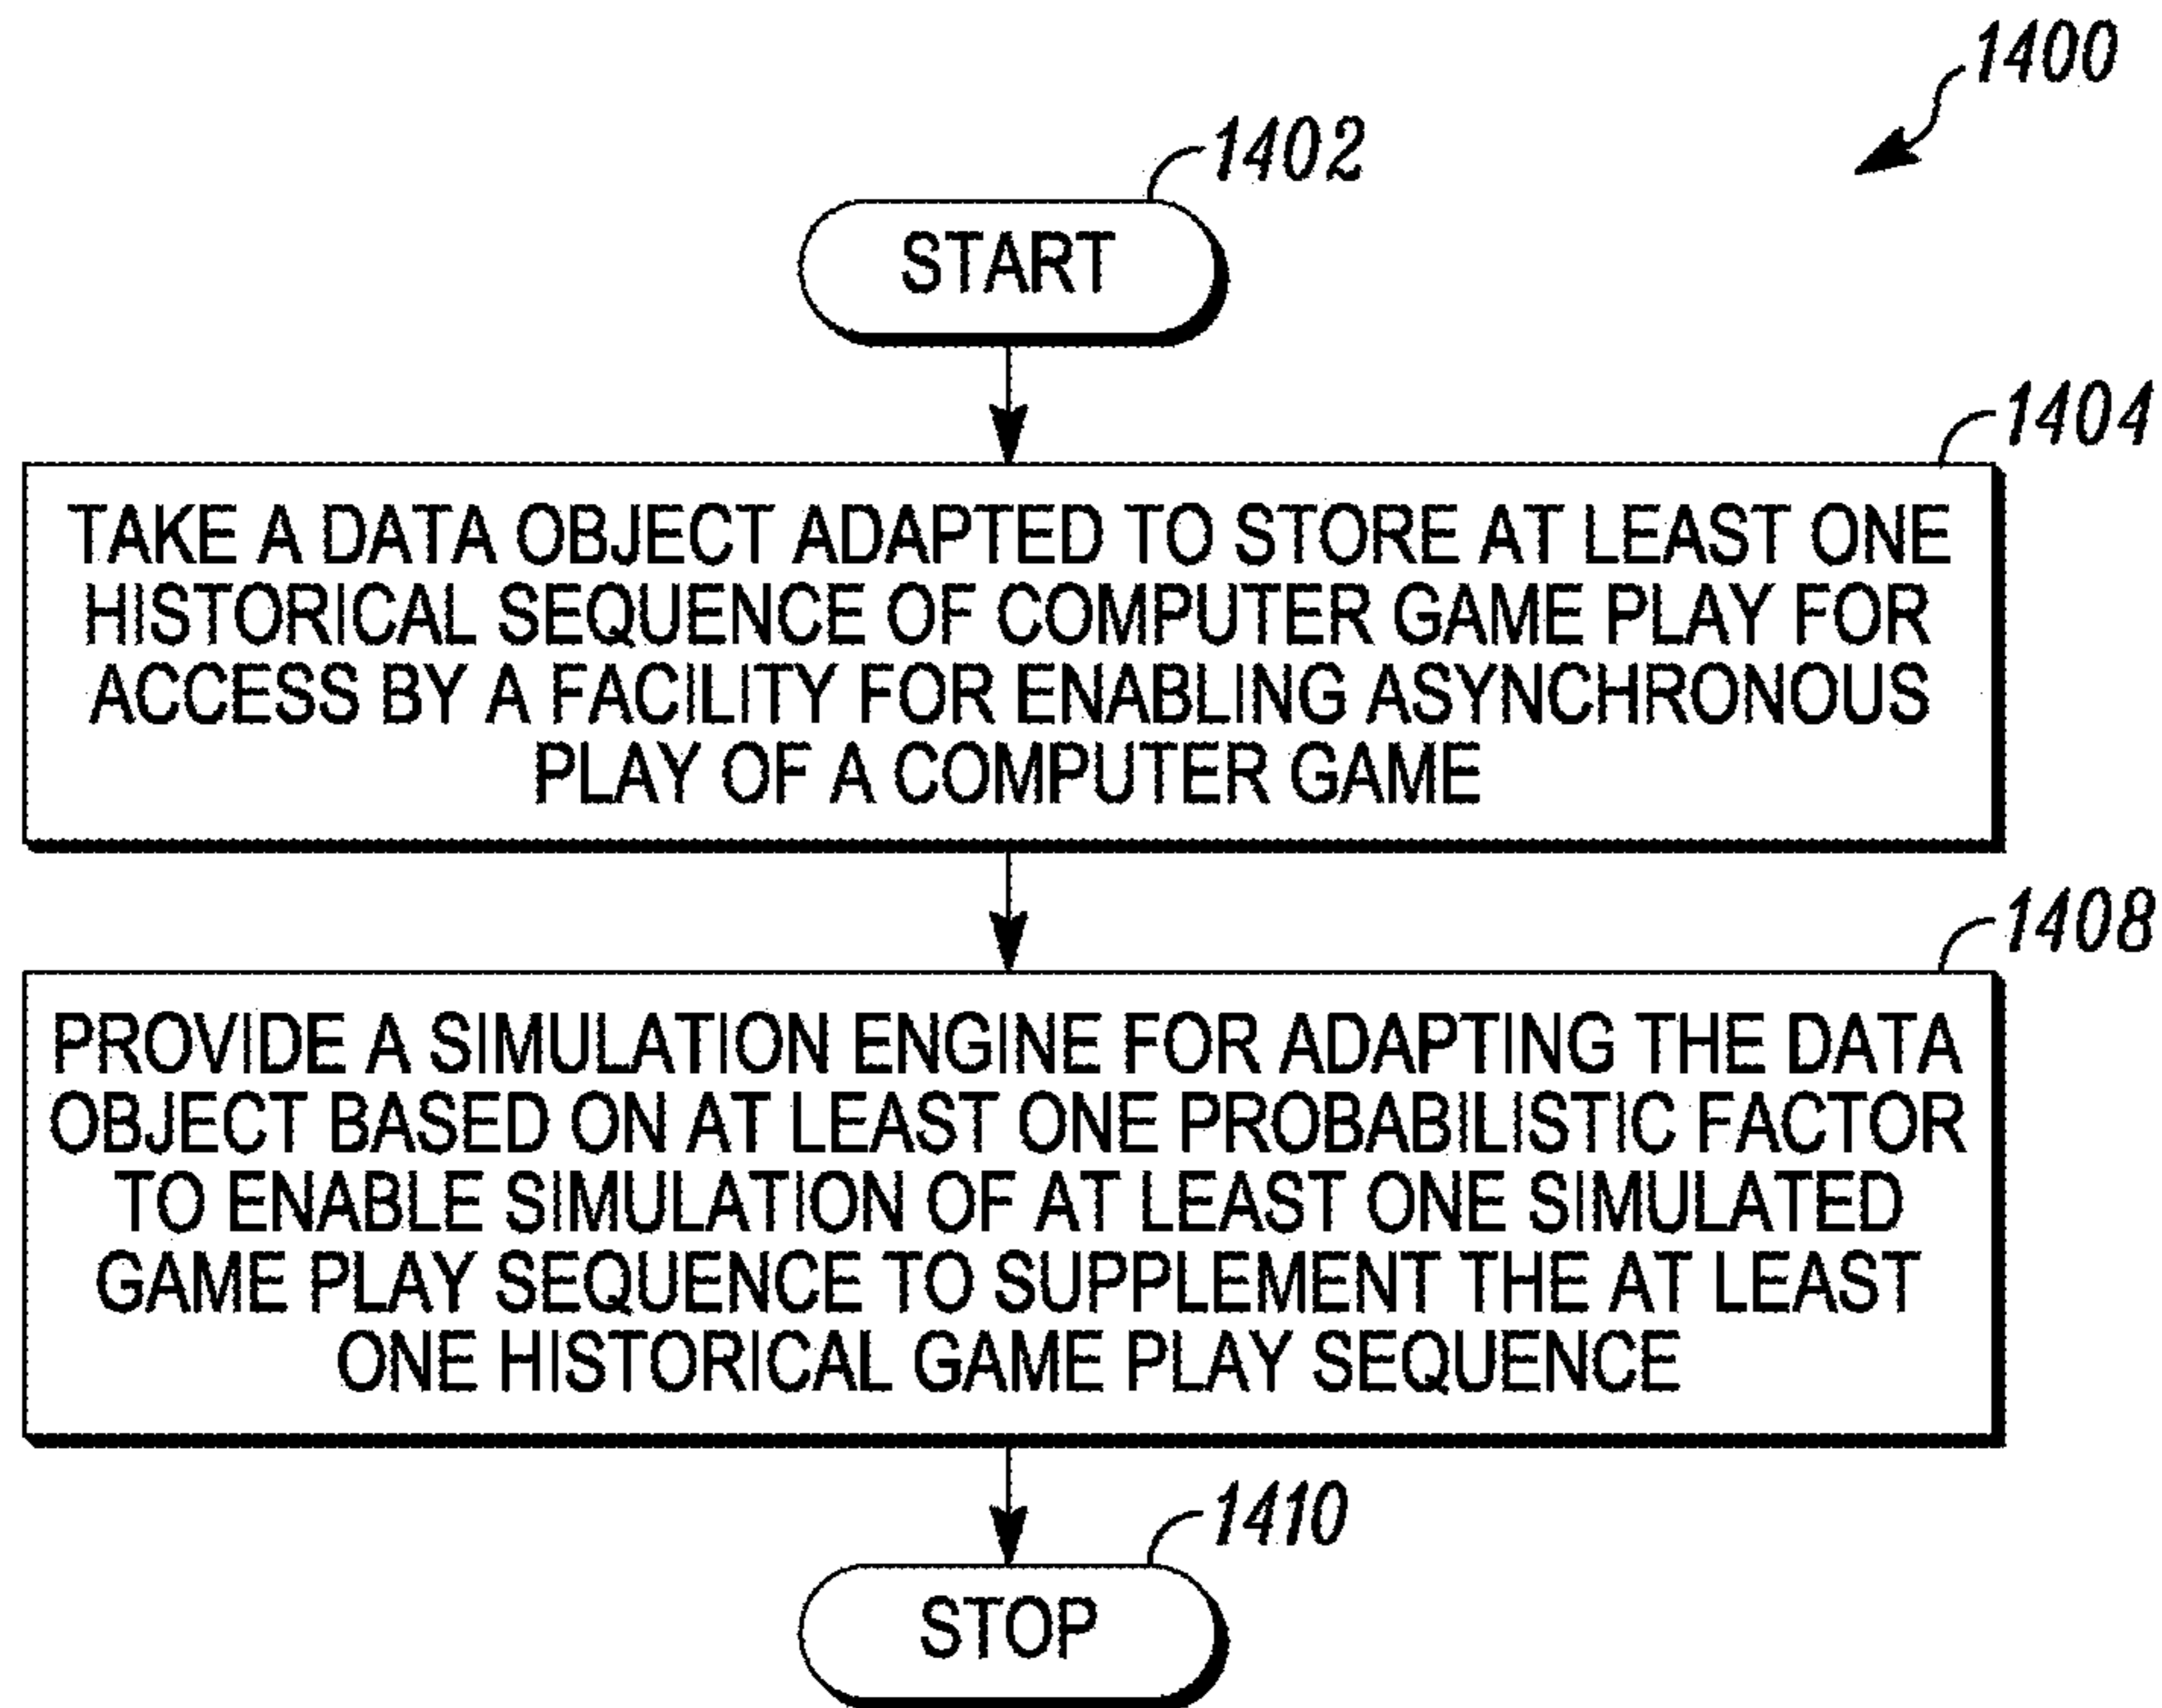 1400
1402
START
1404
TAKE A DATA OBJECT ADAPTED TO STORE AT LEAST ONE
HISTORICAL SEQUENCE OF COMPUTER GAME PLAY FOR
ACCESS BY A FACILITY FOR ENABLING ASYNCHRONOUS
PLAY OF A COMPUTER GAME
1408
PROVIDE A SIMULATION ENGINE FOR ADAPTING THE DATA
OBJECT BASED ON AT LEAST ONE PROBABILISTIC FACTOR
TO ENABLE SIMULATION OF AT LEAST ONE SIMULATED
GAME PLAY SEQUENCE TO SUPPLEMENT THE AT LEAST
ONE HISTORICAL GAME PLAY SEQUENCE
1410
STOP